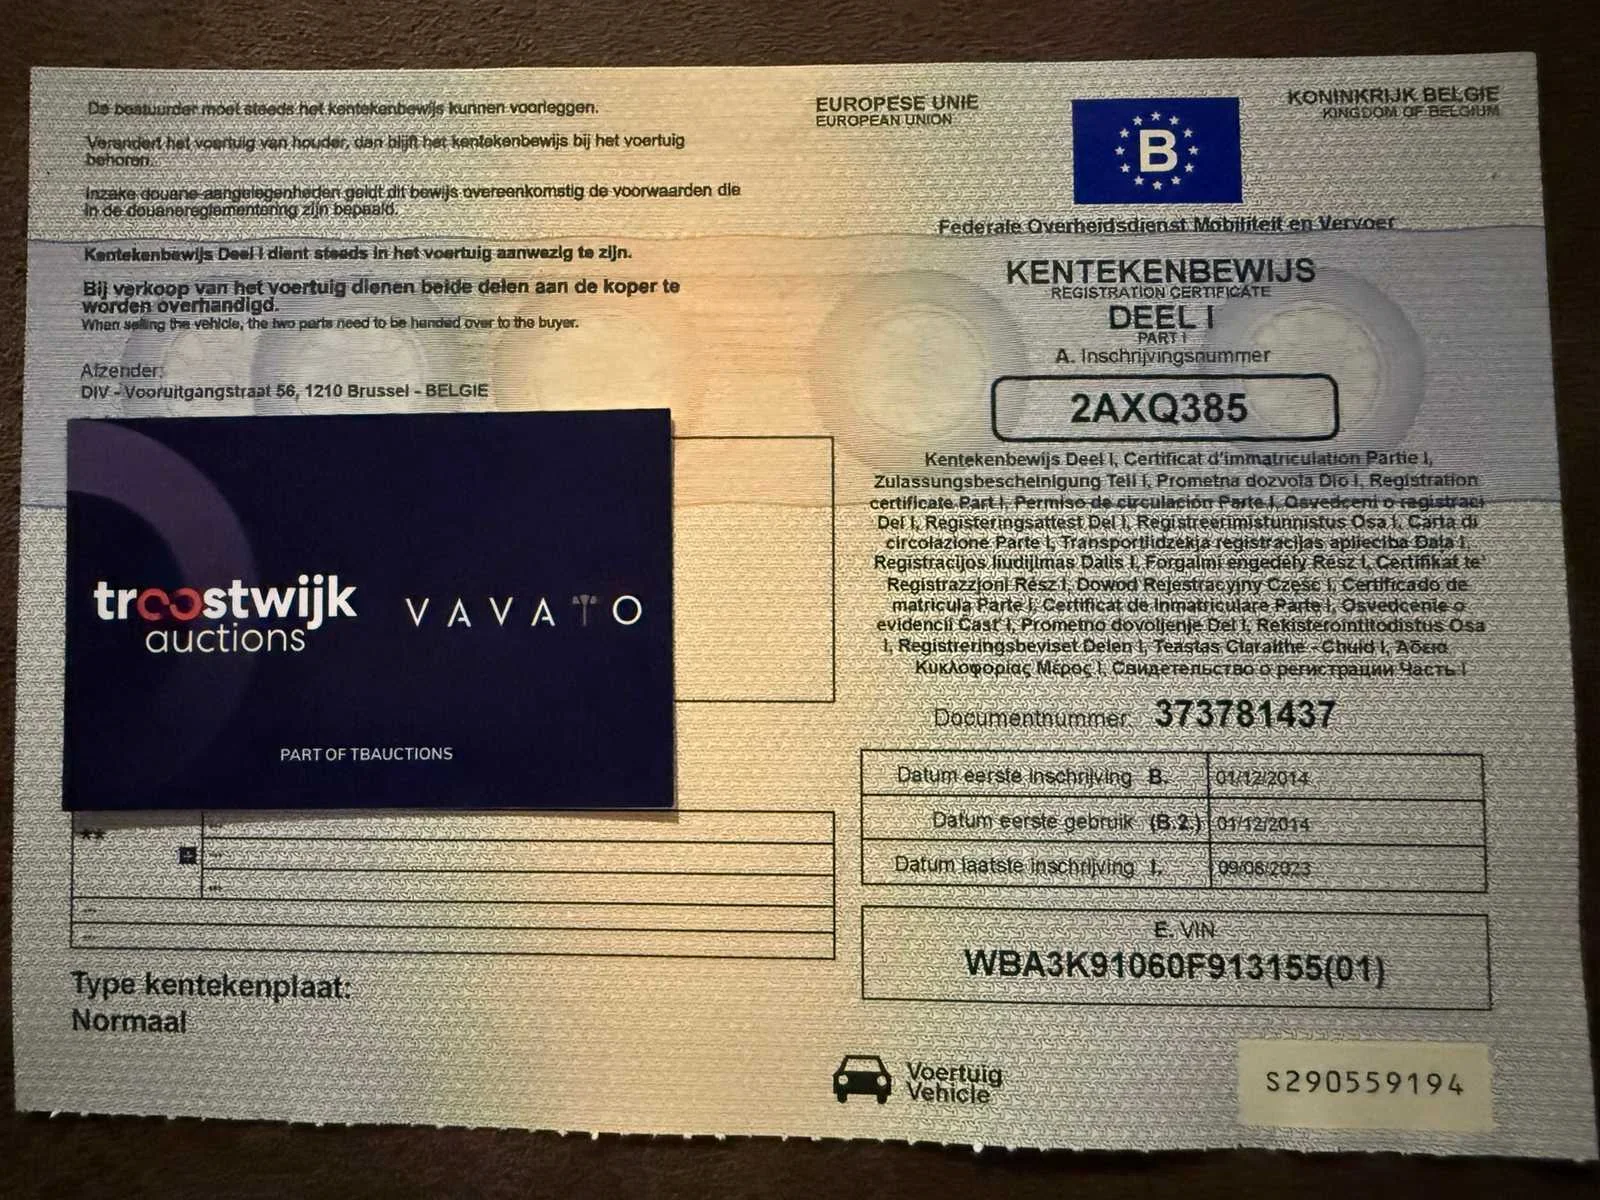 De bestuurder moet steeds het kentekenbewijs kunnen voorleggen.
Verandert het voertuig van houder, dan blijft het kentekenbewijs bij het voertuig
behoren.
Inzake douane-aangelegenheden geldt dit bewijs overeenkomstig de voorwaarden die
in de douanereglementering zijn bepaald.
Kentekenbewijs Deel I dient steeds in het voertuig aanwezig te zijn.
Bij verkoop van het voertuig dienen beide delen aan de koper te
worden overhandigd.
When selling the vehicle, the two parts need to be handed over to the buyer.
Afzender:
DIV - Vooruitgangstraat 56, 1210 Brussel - BELGIE
troostwijk
auctions
VAVATO
PART OF TBAUCTIONS
**
---
---
---
---
---
Type kentekenplaat:
Normaal
EUROPESE UNIE
EUROPEAN UNION
B
KONINKRIJK BELGIE
KINGDOM OF BELGIUM
Federale Overheidsdienst Mobiliteit en Vervoer
KENTEKENBEWIJS
REGISTRATION CERTIFICATE
DEEL I
PART I
A. Inschrijvingsnummer
2AXQ385
Kentekenbewijs Deel I, Certificat d'immatriculation Partie I,
Zulassungsbescheinigung Teil I, Prometna dozvola Dio I, Registration
certificate Part I, Permiso de circulación Parte I, Osvedceni o registraci
Del I, Registeringsattest Del I, Registreerimistunnistus Osa I, Carta di
circolazione Parte I, Transportlidzekja registracijas aplieciba Dala I,
Registracijos liudijimas Dalis I, Forgalmi engedély Rész I, Certifikat te'
Registrazzjoni Rész I, Dowod Rejestracyjny Część I, Certificado de
matricula Parte I, Certificat de Inmatriculare Parte I, Osvedcenie o
evidencii Cast' I, Prometno dovoljenje Del I, Rekisterointitodistus Osa
I, Registreringsbeviset Delen I, Teastas Claraithe - Chuid I, Άδεια
Κυκλοφορίας Μέρος I, Свидетельство о регистрации Часть I
Documentnummer: 373781437
Datum eerste inschrijving B. 01/12/2014
Datum eerste gebruik (B.2.) 01/12/2014
Datum laatste inschrijving I. 09/06/2023
E. VIN
WBA3K91060F913155(01)
Voertuig
Vehicle
S290559194